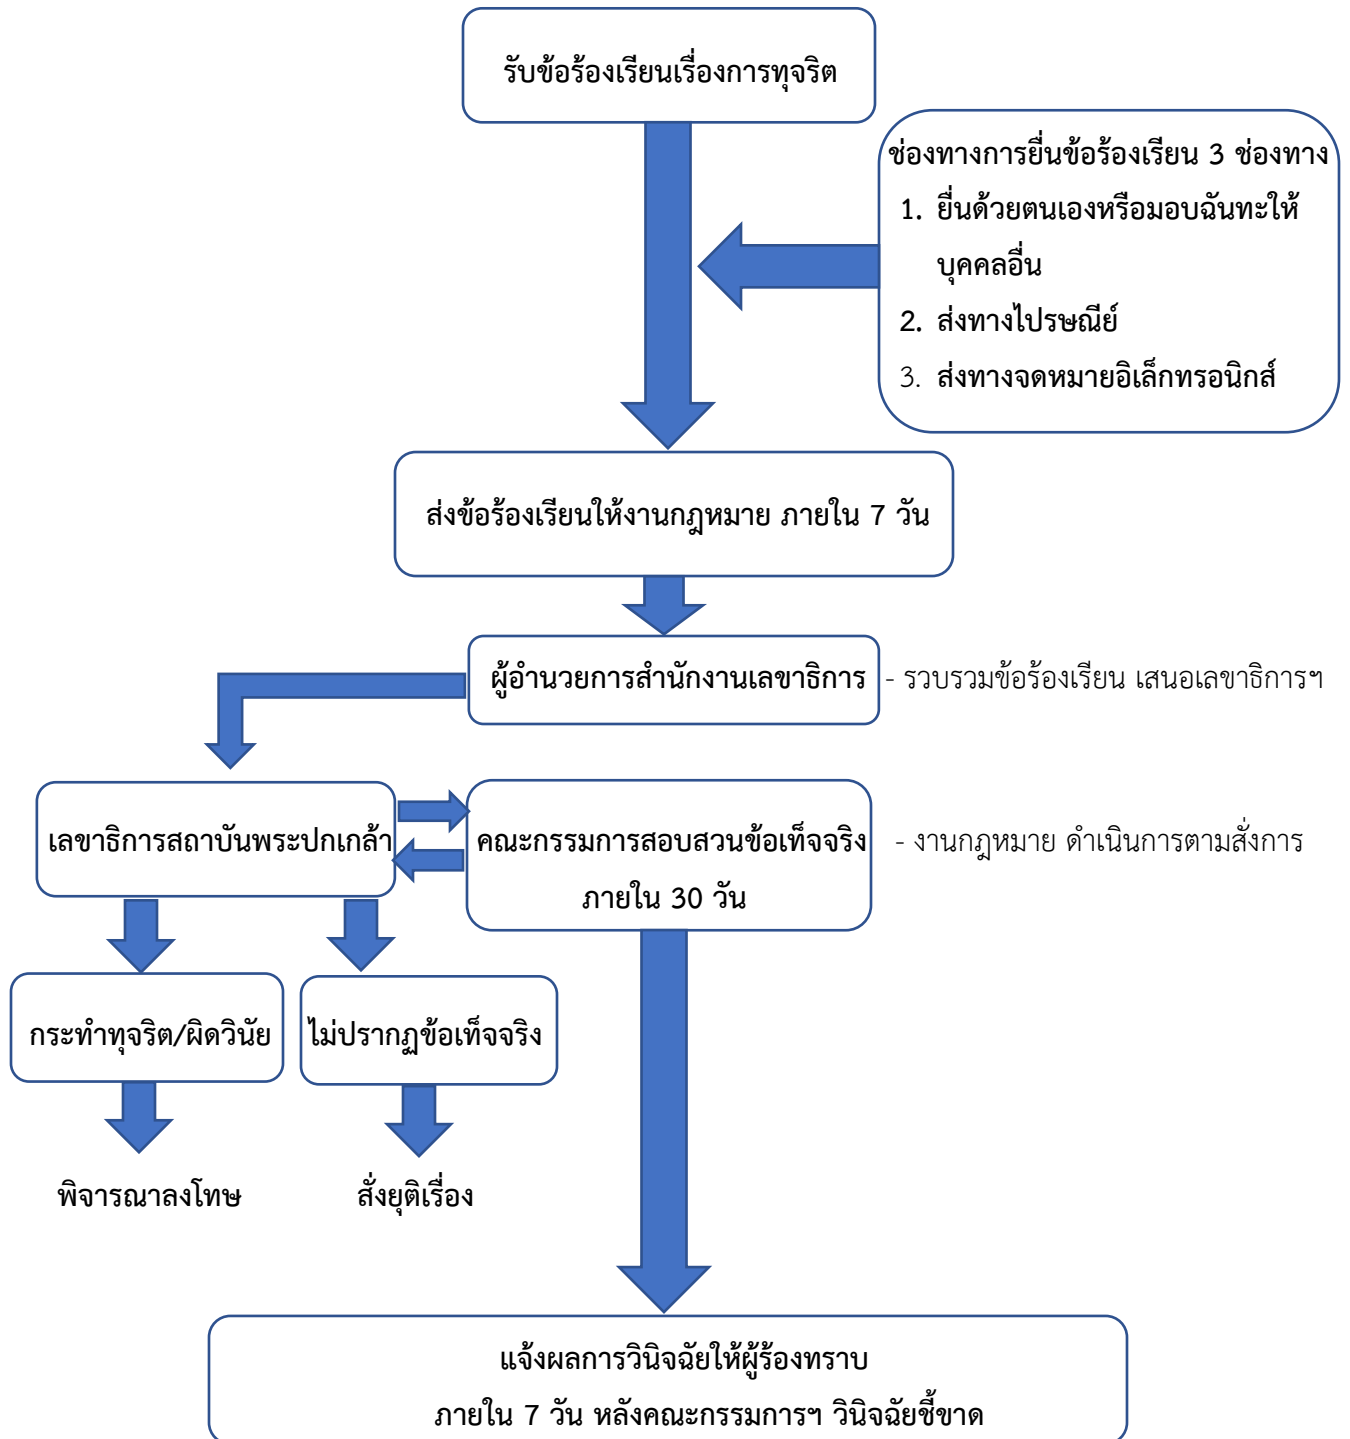 รับข้อร้องเรียนเรื่องการทุจริต
ช่องทางการยื่นข้อร้องเรียน 3 ช่องทาง
1. ยื่นด้วยตนเองหรือมอบฉันทะให้
บุคคลอื่น
2. ส่งทางไปรษณีย์
3. ส่งทางจดหมายอิเล็กทรอนิกส์
ส่งข้อร้องเรียนให้งานกฎหมาย ภายใน 7 วัน
ผู้อำนวยการสำนักงานเลขาธิการ
- รวบรวมข้อร้องเรียน เสนอเลขาธิการฯ
เลขาธิการสถาบันพระปกเกล้า
คณะกรรมการสอบสวนข้อเท็จจริง
ภายใน 30 วัน
- งานกฎหมาย ดำเนินการตามสั่งการ
กระทำทุจริต/ผิดวินัย
ไม่ปรากฏข้อเท็จจริง
พิจารณาลงโทษ
สั่งยุติเรื่อง
แจ้งผลการวินิจฉัยให้ผู้ร้องทราบ
ภายใน 7 วัน หลังคณะกรรมการฯ วินิจฉัยชี้ขาด